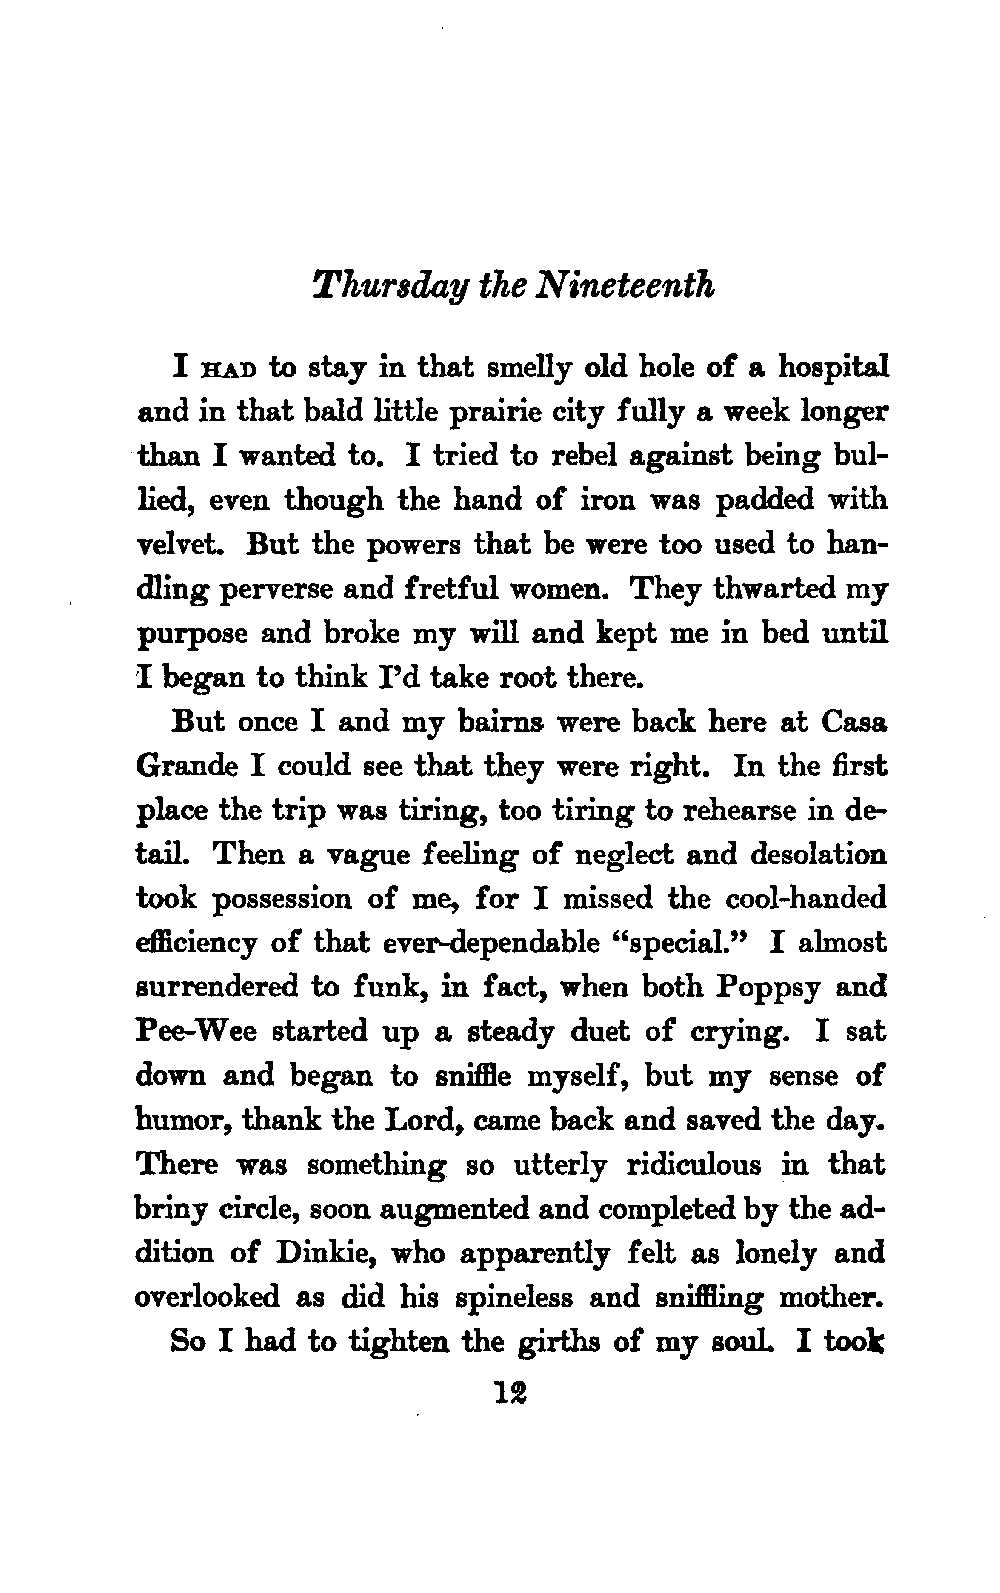 Thursday the Nineteenth
I HAD to stay in that smelly old hole of a hospital
and in that bald little prairie city fully a week longer
than I wanted to. I tried to rebel against being bul-
lied, even though the hand of iron was padded with
velvet. But the powers that be were too used to han-
dling perverse and fretful women. They thwarted my
purpose and broke my will and kept me in bed until
I began to think I'd take root there.
But once I and my bairns were back here at Casa
Grande I could see that they were right. In the first
place the trip was tiring, too tiring to rehearse in de-
tail. Then a vague feeling of neglect and desolation
took possession of me, for I missed the cool-handed
efficiency of that ever-dependable “special.” I almost
surrendered to funk, in fact, when both Poppsy and
Pee-Wee started up a steady duet of crying. I sat
down and began to sniffle myself, but my sense of
humor, thank the Lord, came back and saved the day.
There was something so utterly ridiculous in that
briny circle, soon augmented and completed by the ad-
dition of Dinkie, who apparently felt as lonely and
overlooked as did his spineless and sniffling mother.
So I had to tighten the girths of my soul. I took
12